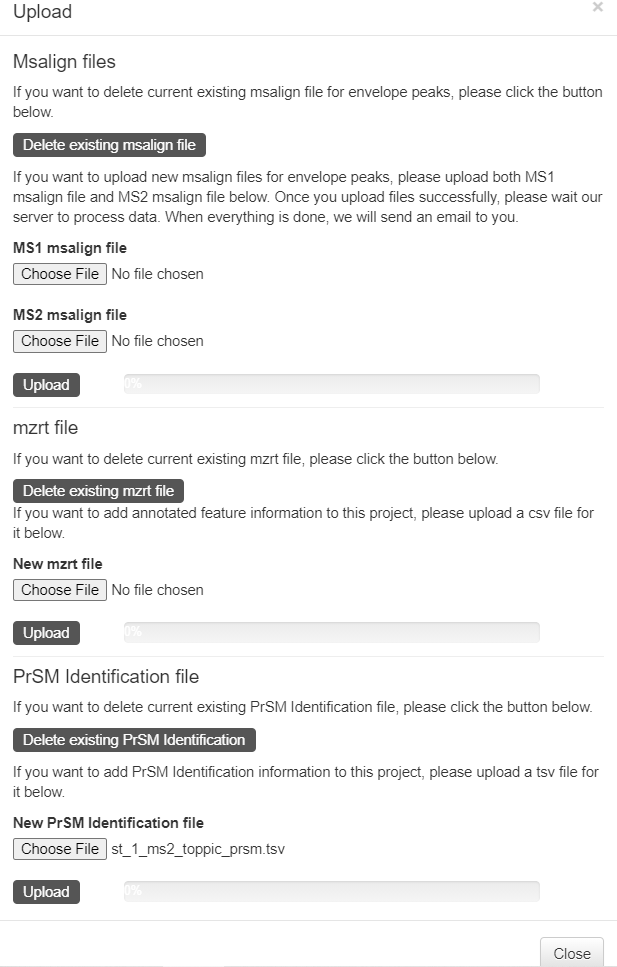 Upload
×
Msalign files
If you want to delete current existing msalign file for envelope peaks, please click the button
below.
Delete existing msalign file
If you want to upload new msalign files for envelope peaks, please upload both MS1
msalign file and MS2 msalign file below. Once you upload files successfully, please wait our
server to process data. When everything is done, we will send an email to you.
MS1 msalign file
Choose File No file chosen
MS2 msalign file
Choose File No file chosen
Upload 0%
mzrt file
If you want to delete current existing mzrt file, please click the button below.
Delete existing mzrt file
If you want to add annotated feature information to this project, please upload a csv file for
it below.
New mzrt file
Choose File No file chosen
Upload 0%
PrSM Identification file
If you want to delete current existing PrSM Identification file, please click the button below.
Delete existing PrSM Identification
If you want to add PrSM Identification information to this project, please upload a tsv file for
it below.
New PrSM Identification file
Choose File st_1_ms2_toppic_prsm.tsv
Upload 0%
Close